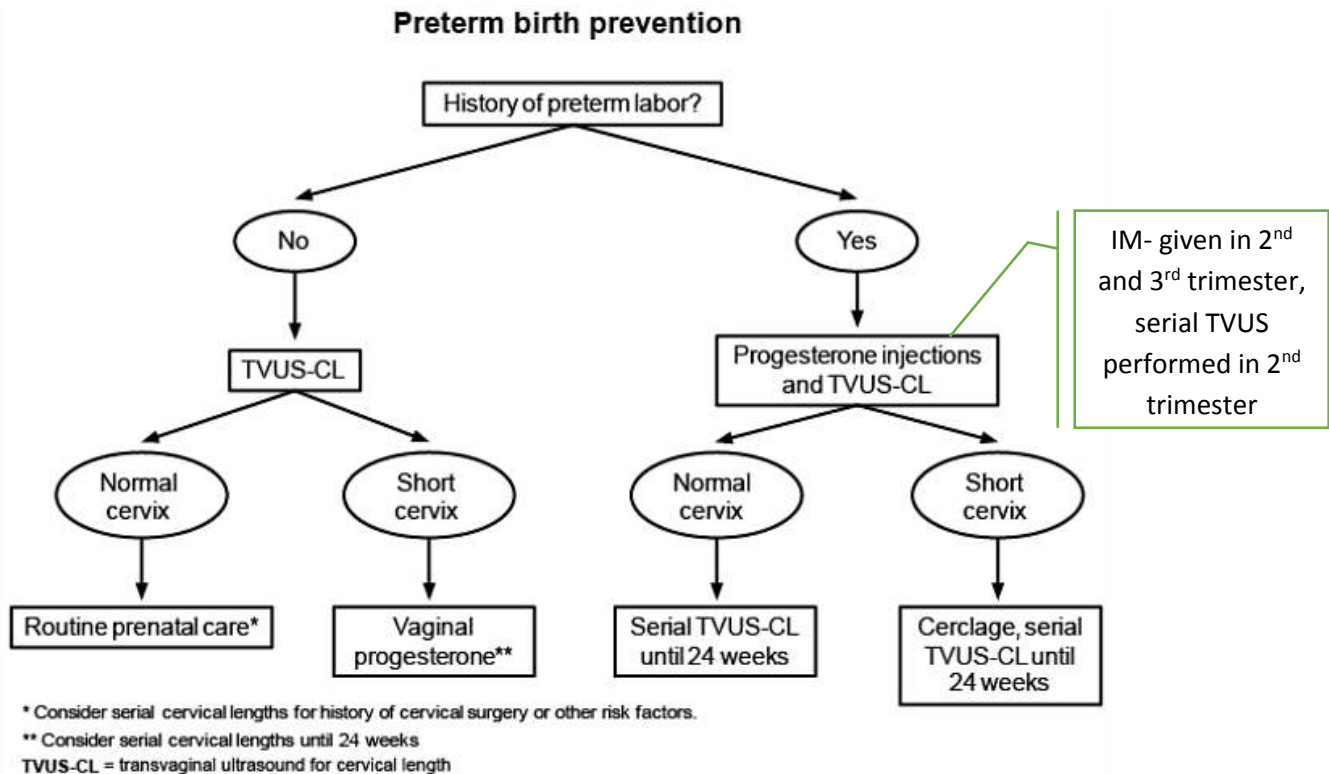 Preterm birth prevention
History of preterm labor?
No
Yes
IM- given in 2nd
and 3rd trimester,
serial TVUS
performed in 2nd
trimester
TVUS-CL
Progesterone injections
and TVUS-CL
Normal
cervix
Short
cervix
Normal
cervix
Short
cervix
Routine prenatal care*
Vaginal
progesterone**
Serial TVUS-CL
until 24 weeks
Cerclage, serial
TVUS-CL until
24 weeks
* Consider serial cervical lengths for history of cervical surgery or other risk factors.
** Consider serial cervical lengths until 24 weeks
TVUS-CL = transvaginal ultrasound for cervical length